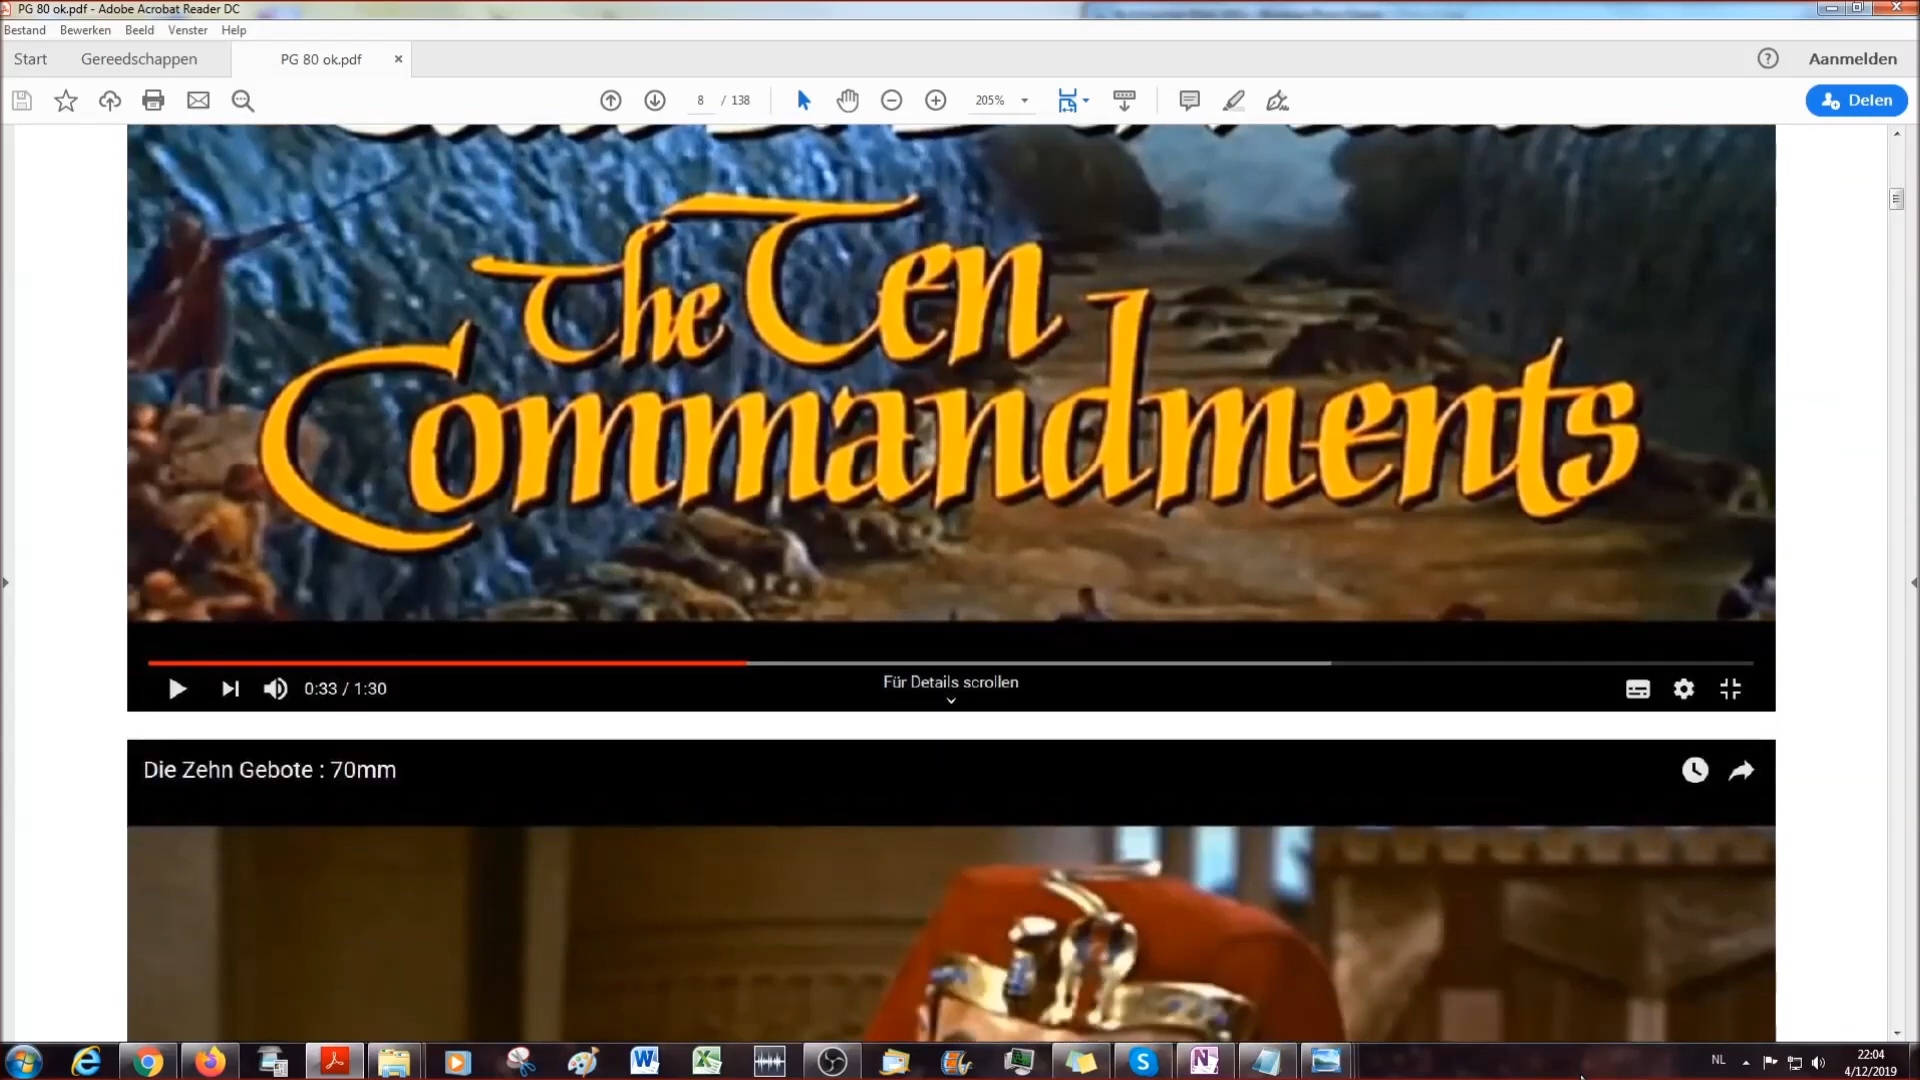 PG 80 ok.pdf - Adobe Acrobat Reader DC
Bestand Bewerken Beeld Venster Help
Start Gereedschappen PG 80 ok.pdf Aanmelden
8 / 138 205% Delen
The Ten
Commandments
0:33 / 1:30 Für Details scrollen
Die Zehn Gebote : 70mm
NL 22:04
4/12/2019